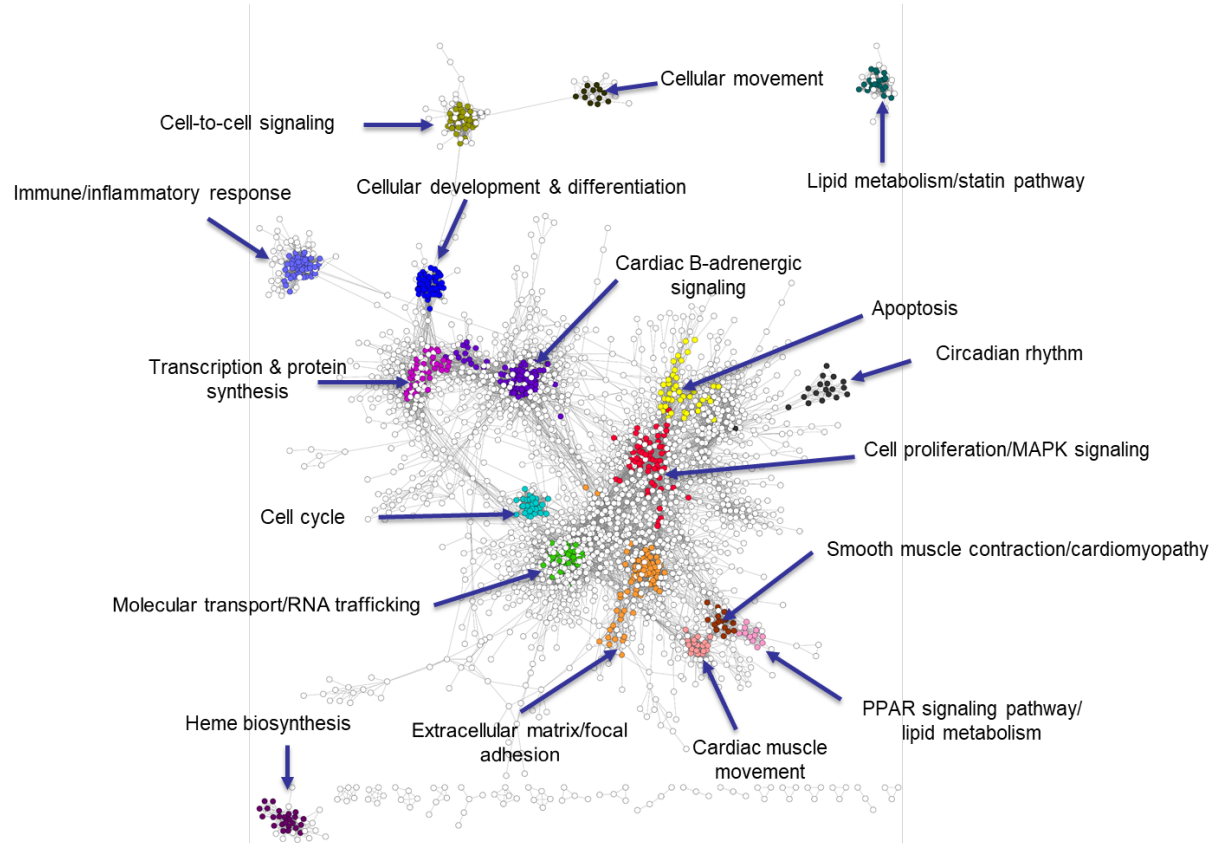 Cellular movement
Cell-to-cell signaling
Immune/inflammatory response
Cellular development & differentiation
Lipid metabolism/statin pathway
Cardiac B-adrenergic
signaling
Apoptosis
Circadian rhythm
Transcription & protein
synthesis
Cell proliferation/MAPK signaling
Cell cycle
Smooth muscle contraction/cardiomyopathy
Molecular transport/RNA trafficking
Heme biosynthesis
Extracellular matrix/focal
adhesion
Cardiac muscle
movement
PPAR signaling pathway/
lipid metabolism